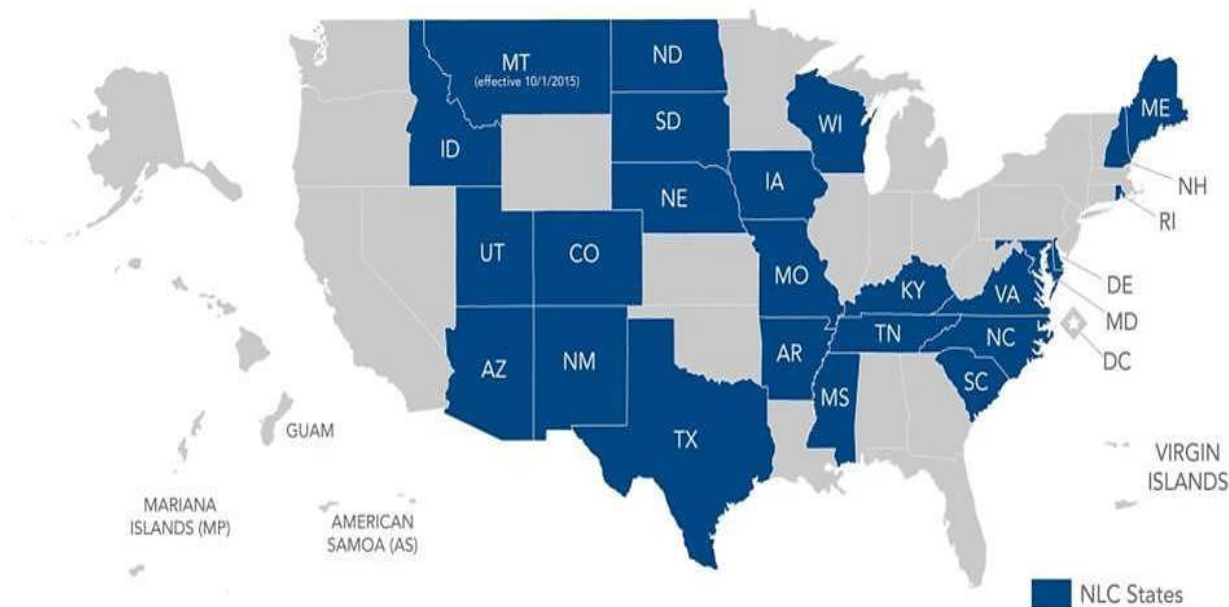 MT
(effective 10/1/2015)
ND
ME
SD
WI
ID
IA
NH
NE
RI
UT
CO
MO
KY
VA
DE
MD
TN
NC
DC
AZ
NM
AR
SC
MS
TX
GUAM
VIRGIN
ISLANDS
MARIANA
ISLANDS (MP)
AMERICAN
SAMOA (AS)
NLC States